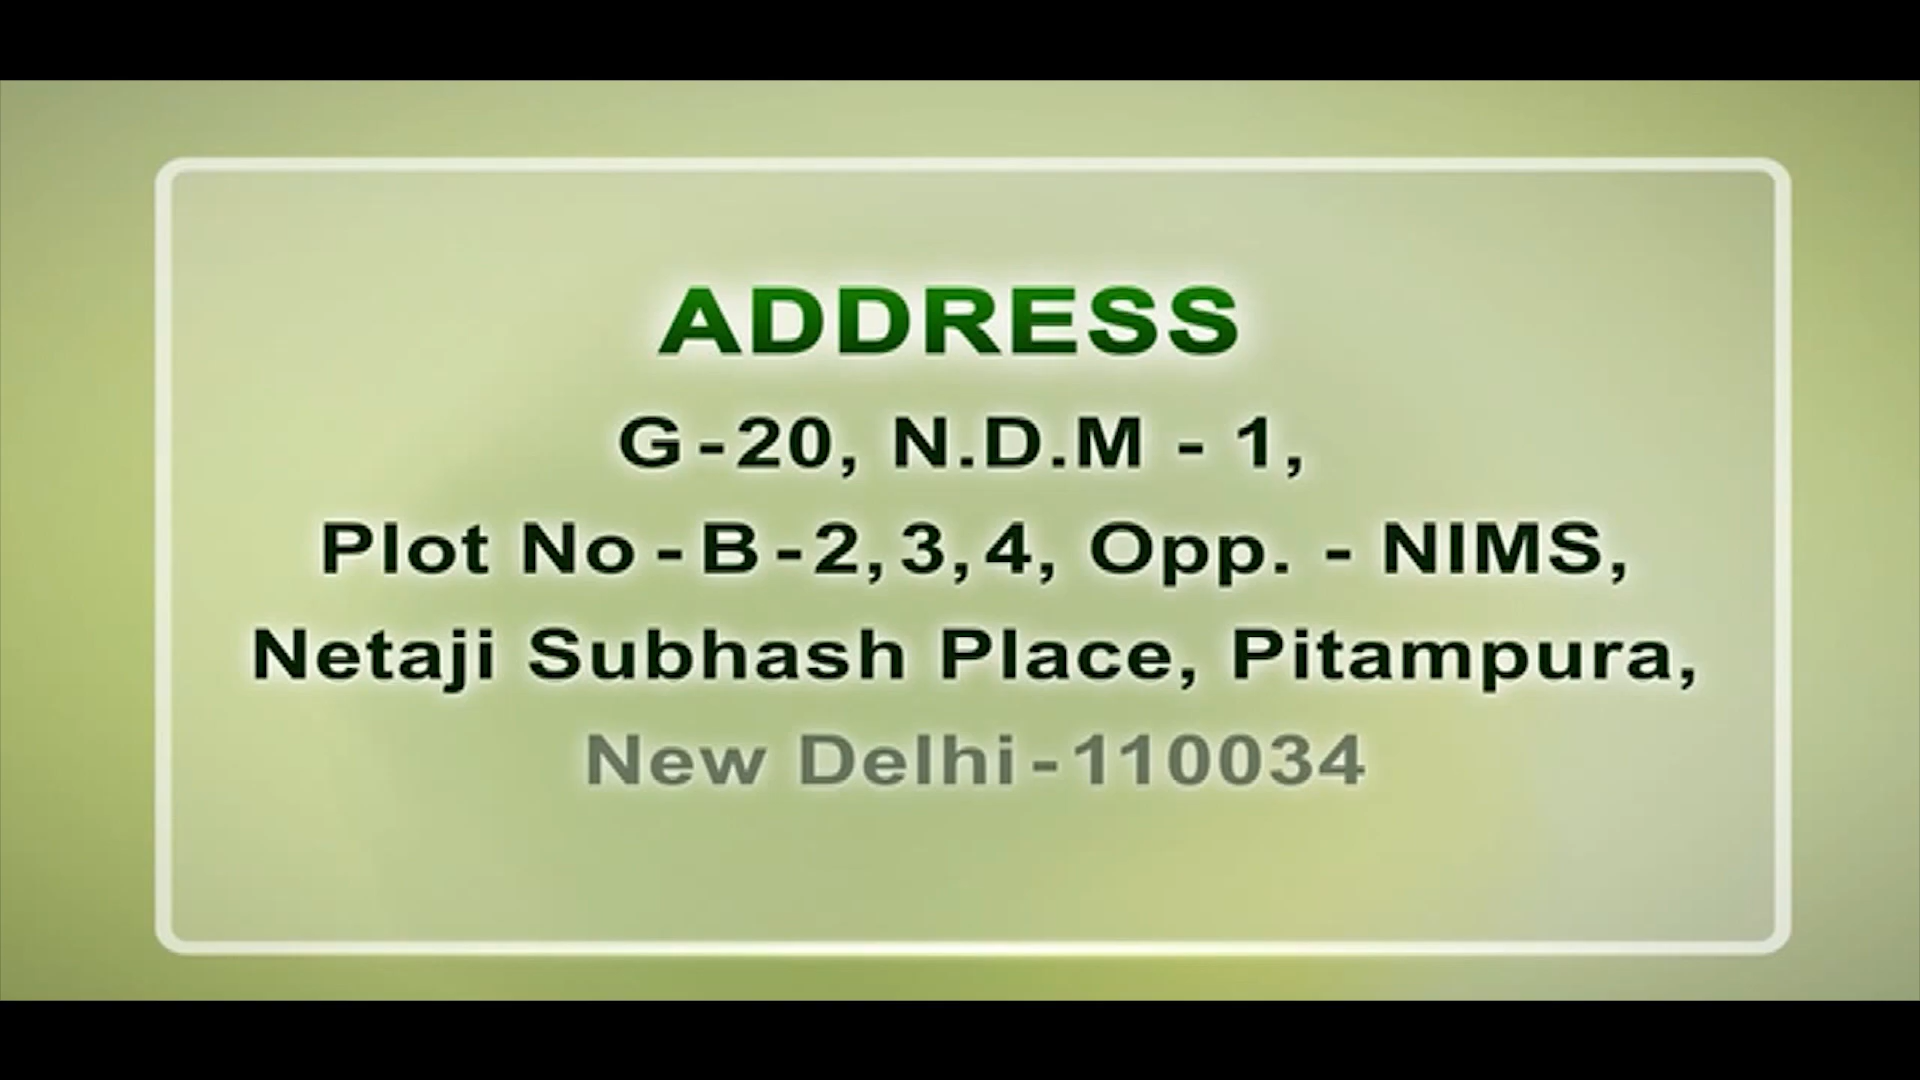 ADDRESS
G-20, N.D.M - 1,
Plot No-B-2,3,4, Opp. - NIMS,
Netaji Subhash Place, Pitampura,
New Delhi-110034